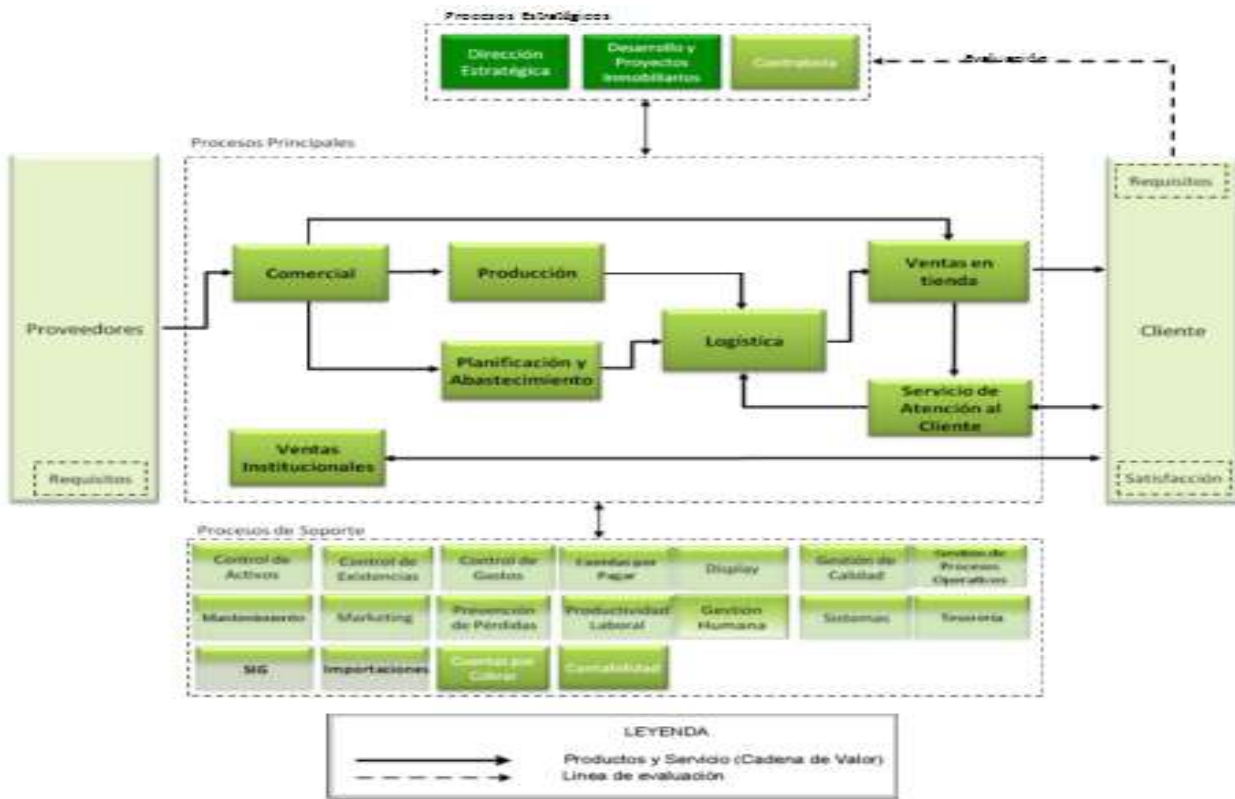 Procesos Estratégicos
Dirección
Estratégica
Desarrollo y
Proyectos
Inmobiliarios
Contraloría
Evaluación
Procesos Principales
Proveedores
Requisitos
Comercial
Producción
Planificación y
Abastecimiento
Logística
Ventas en
tienda
Servicio de
Atención al
Cliente
Ventas
Institucionales
Requisitos
Cliente
Satisfacción
Procesos de Soporte
Control de
Activos
Control de
Existencias
Control de
Gastos
Cuentas por
Pagar
Display
Gestión de
Calidad
Gestión de
Procesos
Operativos
Mantenimiento
Marketing
Prevención
de Pérdidas
Productividad
Laboral
Gestión
Humana
Sistemas
Tesorería
SIG
Importaciones
Cuentas por
Cobrar
Contabilidad
LEYENDA
Productos y Servicio (Cadena de Valor)
Linea de evaluación